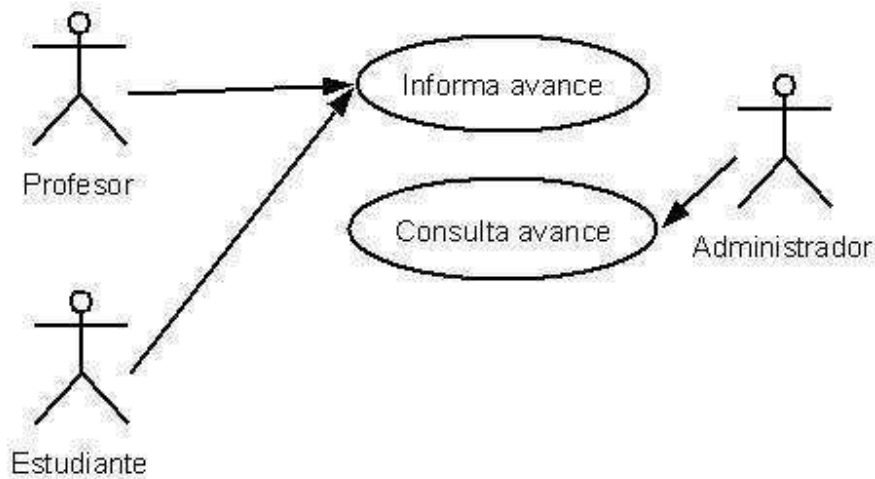 Informa avance
Profesor
Consulta avance
Administrador
Estudiante